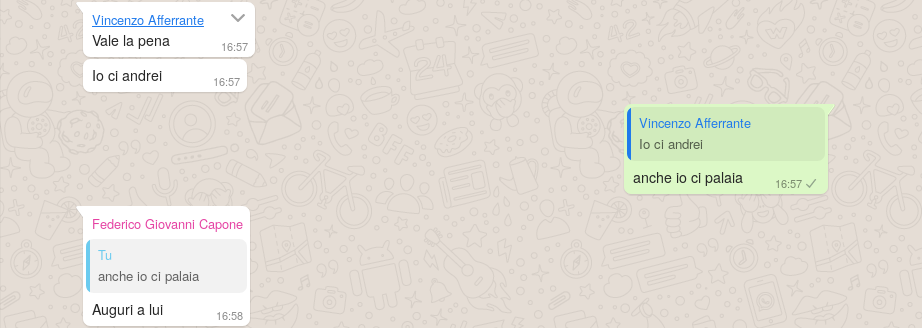 Vincenzo Afferrante
Vale la pena
16:57
Io ci andrei
16:57
Vincenzo Afferrante
Io ci andrei
anche io ci palaia
16:57
Federico Giovanni Capone
Tu
anche io ci palaia
Auguri a lui
16:58